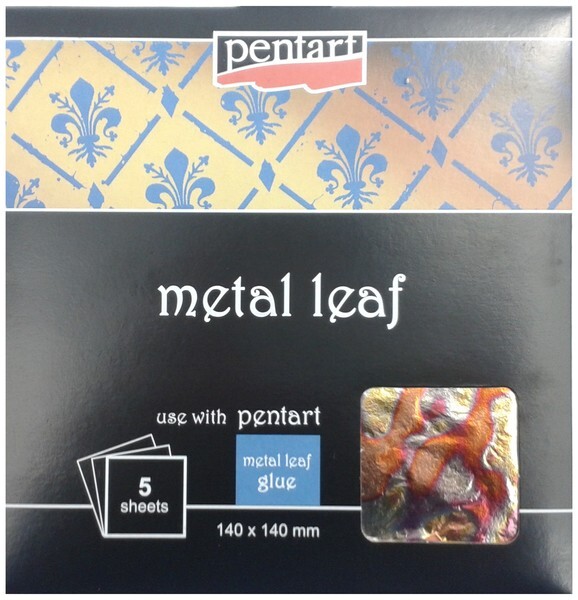 pentart
metal leaf
use with pentart
metal leaf
glue
5
sheets
140 x 140 mm